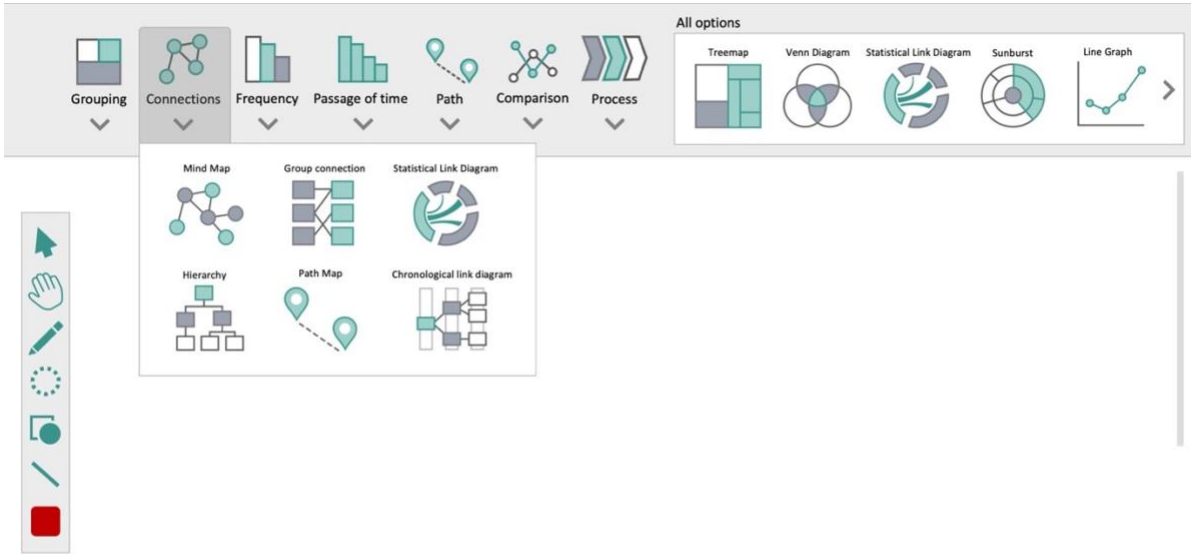 All options
Grouping
Connections
Frequency
Passage of time
Path
Comparison
Process
Treemap
Venn Diagram
Statistical Link Diagram
Sunburst
Line Graph
Mind Map
Group connection
Statistical Link Diagram
Hierarchy
Path Map
Chronological link diagram